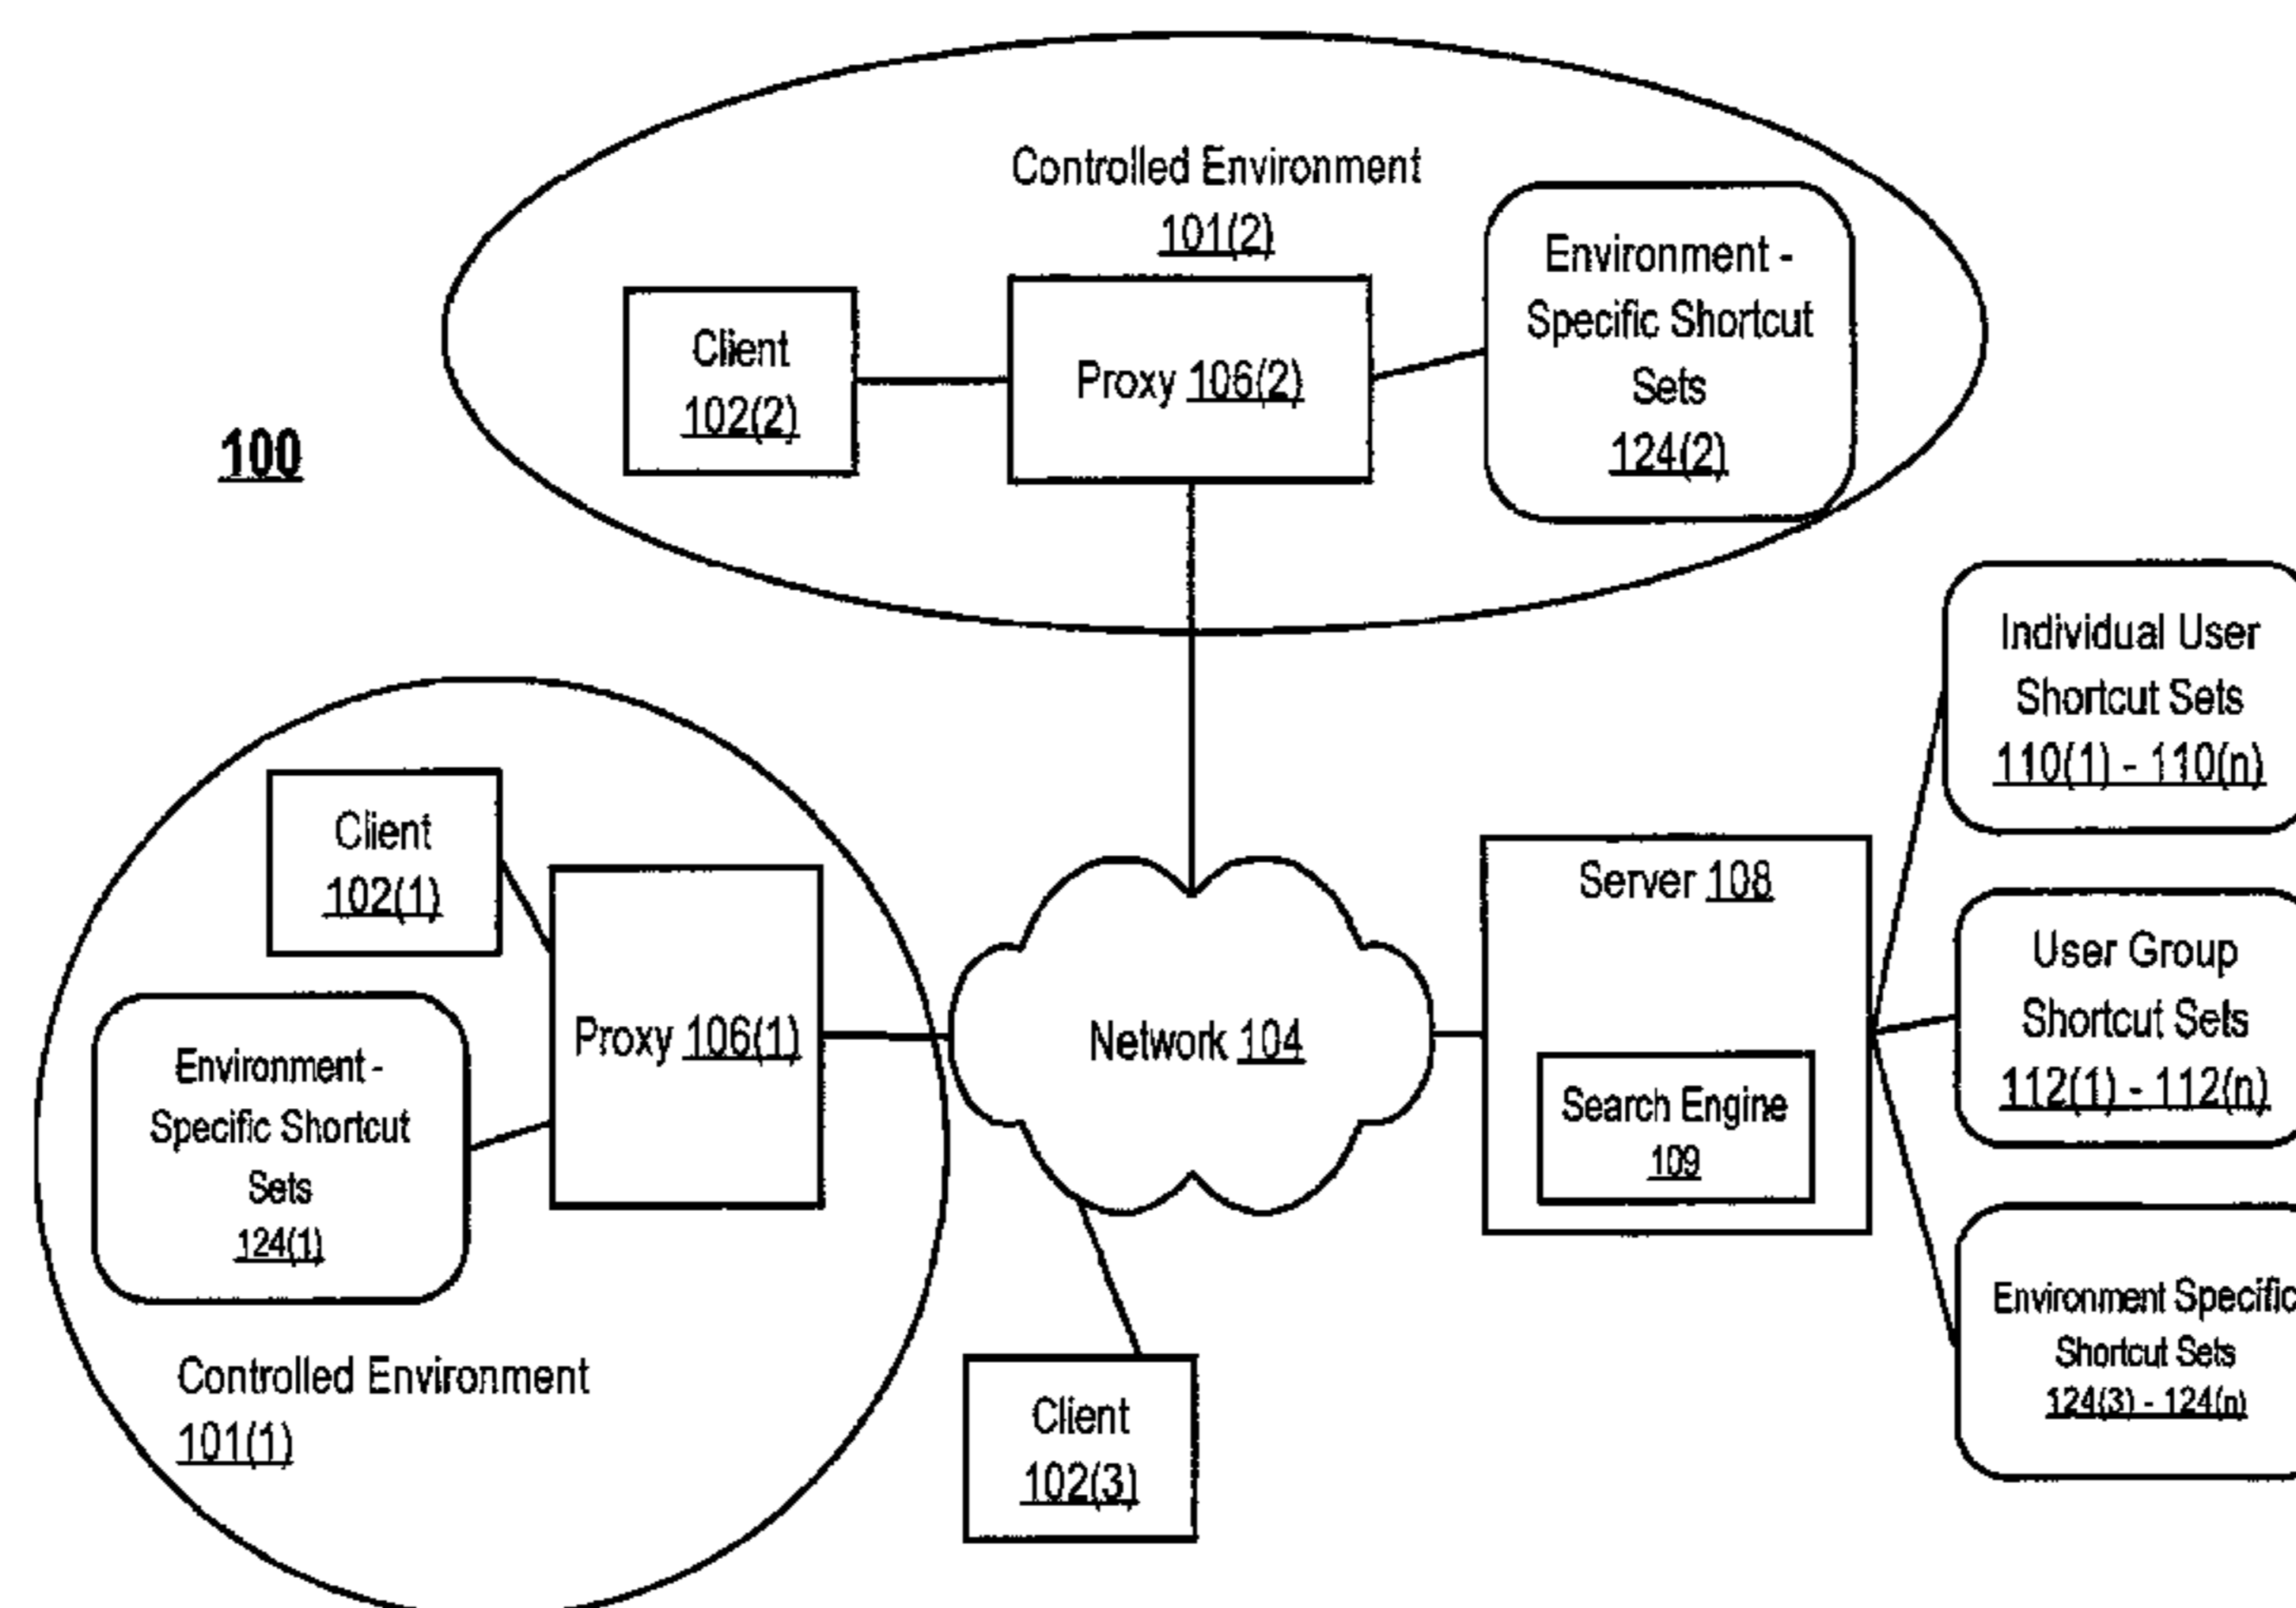 Controlled Environment
101(2)
Environment -
Specific Shortcut
Sets
124(2)
Client
102(2)
Proxy 106(2)
100
Individual User
Shortcut Sets
110(1) - 110(n)
Client
102(1)
Server 108
User Group
Shortcut Sets
112(1) - 112(n)
Proxy 106(1)
Network 104
Environment -
Specific Shortcut
Sets
124(1)
Search Engine
109
Environment Specific
Shortcut Sets
124(3) - 124(n)
Controlled Environment
101(1)
Client
102(3)